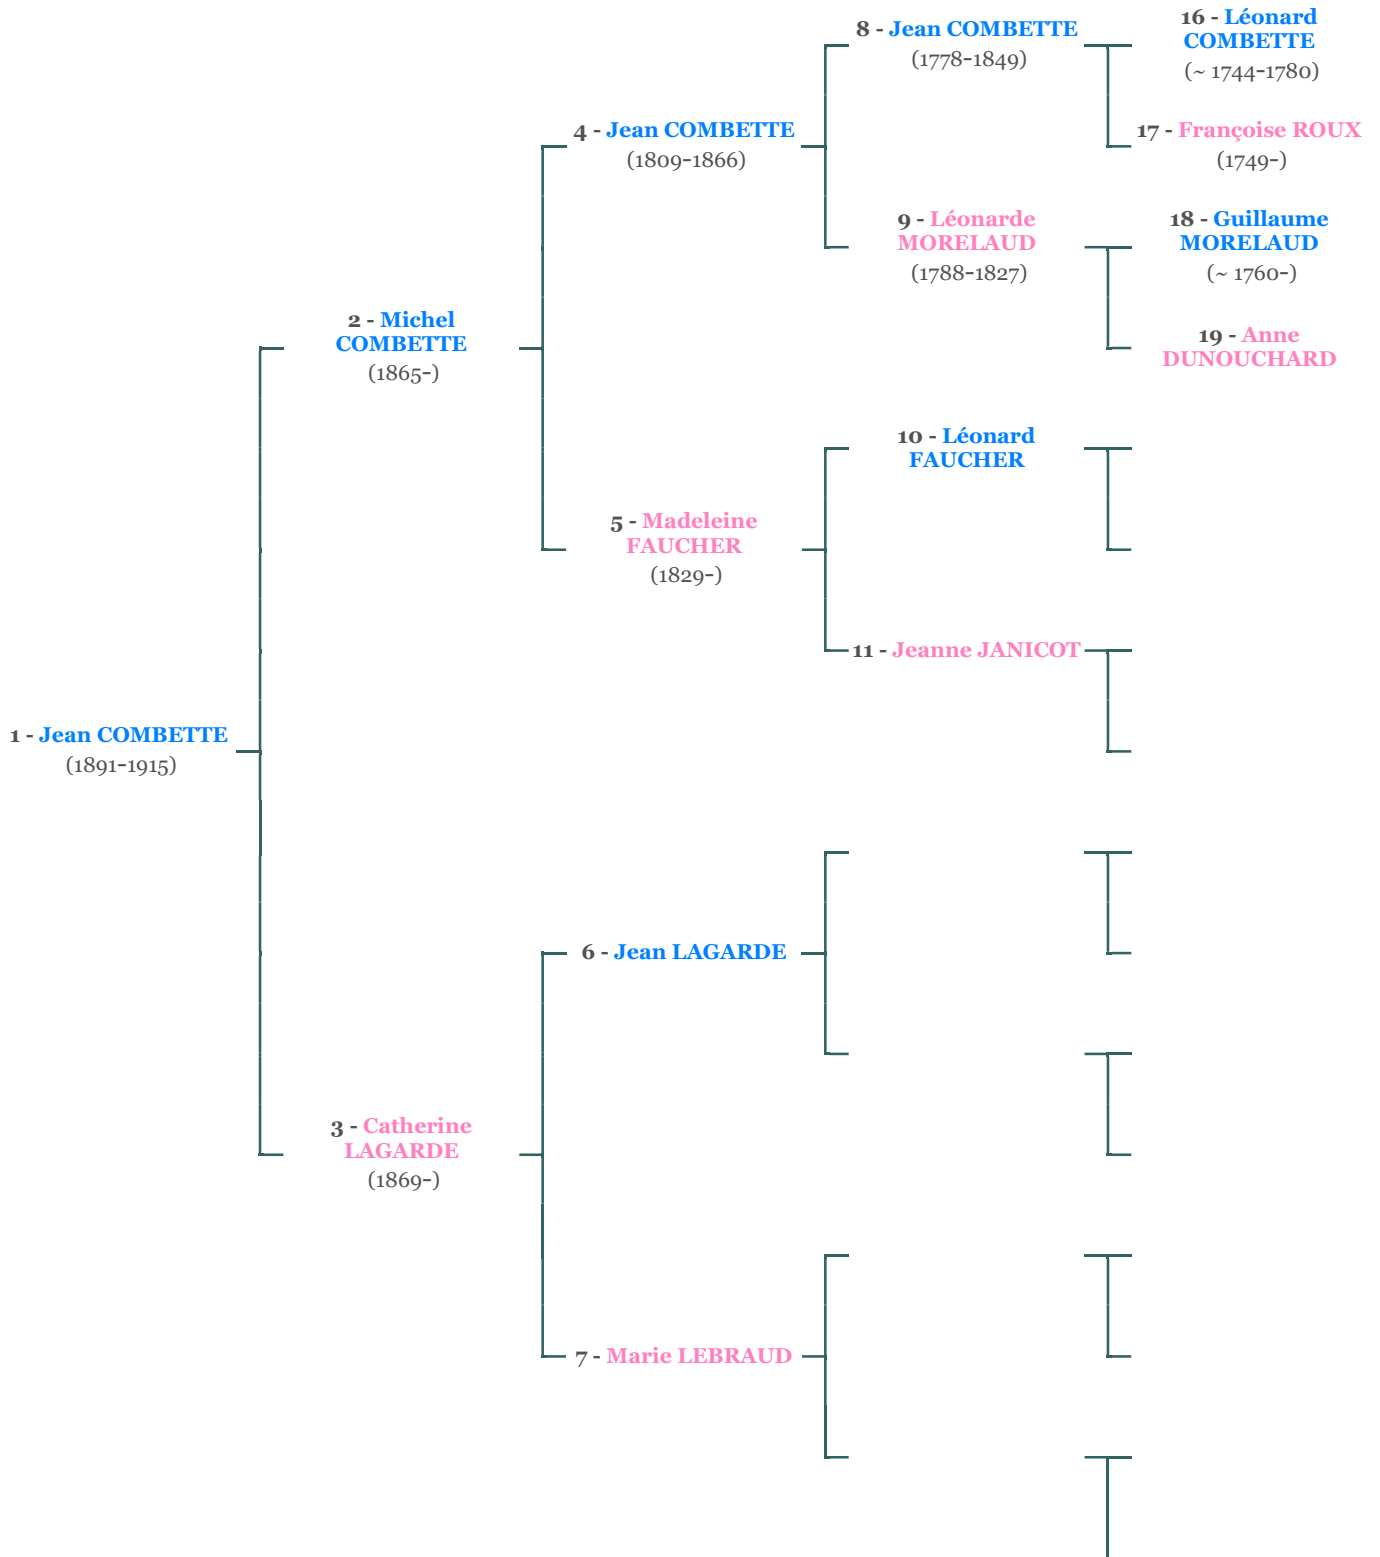 8 - Jean COMBETTE
(1778-1849)
16 - Léonard
COMBETTE
(~ 1744-1780)
4 - Jean COMBETTE
(1809-1866)
17 - Françoise ROUX
(1749-)
9 - Léonarde
MORELAUD
(1788-1827)
18 - Guillaume
MORELAUD
(~ 1760-)
2 - Michel
COMBETTE
(1865-)
19 - Anne
DUNOUCHARD
10 - Léonard
FAUCHER
5 - Madeleine
FAUCHER
(1829-)
11 - Jeanne JANICOT
1 - Jean COMBETTE
(1891-1915)
6 - Jean LAGARDE
3 - Catherine
LAGARDE
(1869-)
7 - Marie LEBRAUD